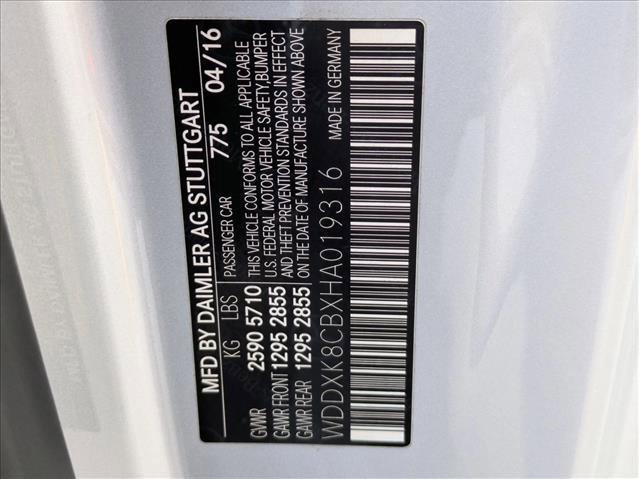 MFD BY DAIMLER AG STUTTGART
775 04/16
KG LBS PASSENGER CAR
GVWR 2590 5710 THIS VEHICLE CONFORMS TO ALL APPLICABLE
U.S. FEDERAL MOTOR VEHICLE SAFETY,BUMPER
GAWR FRONT 1295 2855 AND THEFT PREVENTION STANDARDS IN EFFECT
GAWR REAR 1295 2855 ON THE DATE OF MANUFACTURE SHOWN ABOVE
WDDXK8CBXHA019316 MADE IN GERMANY